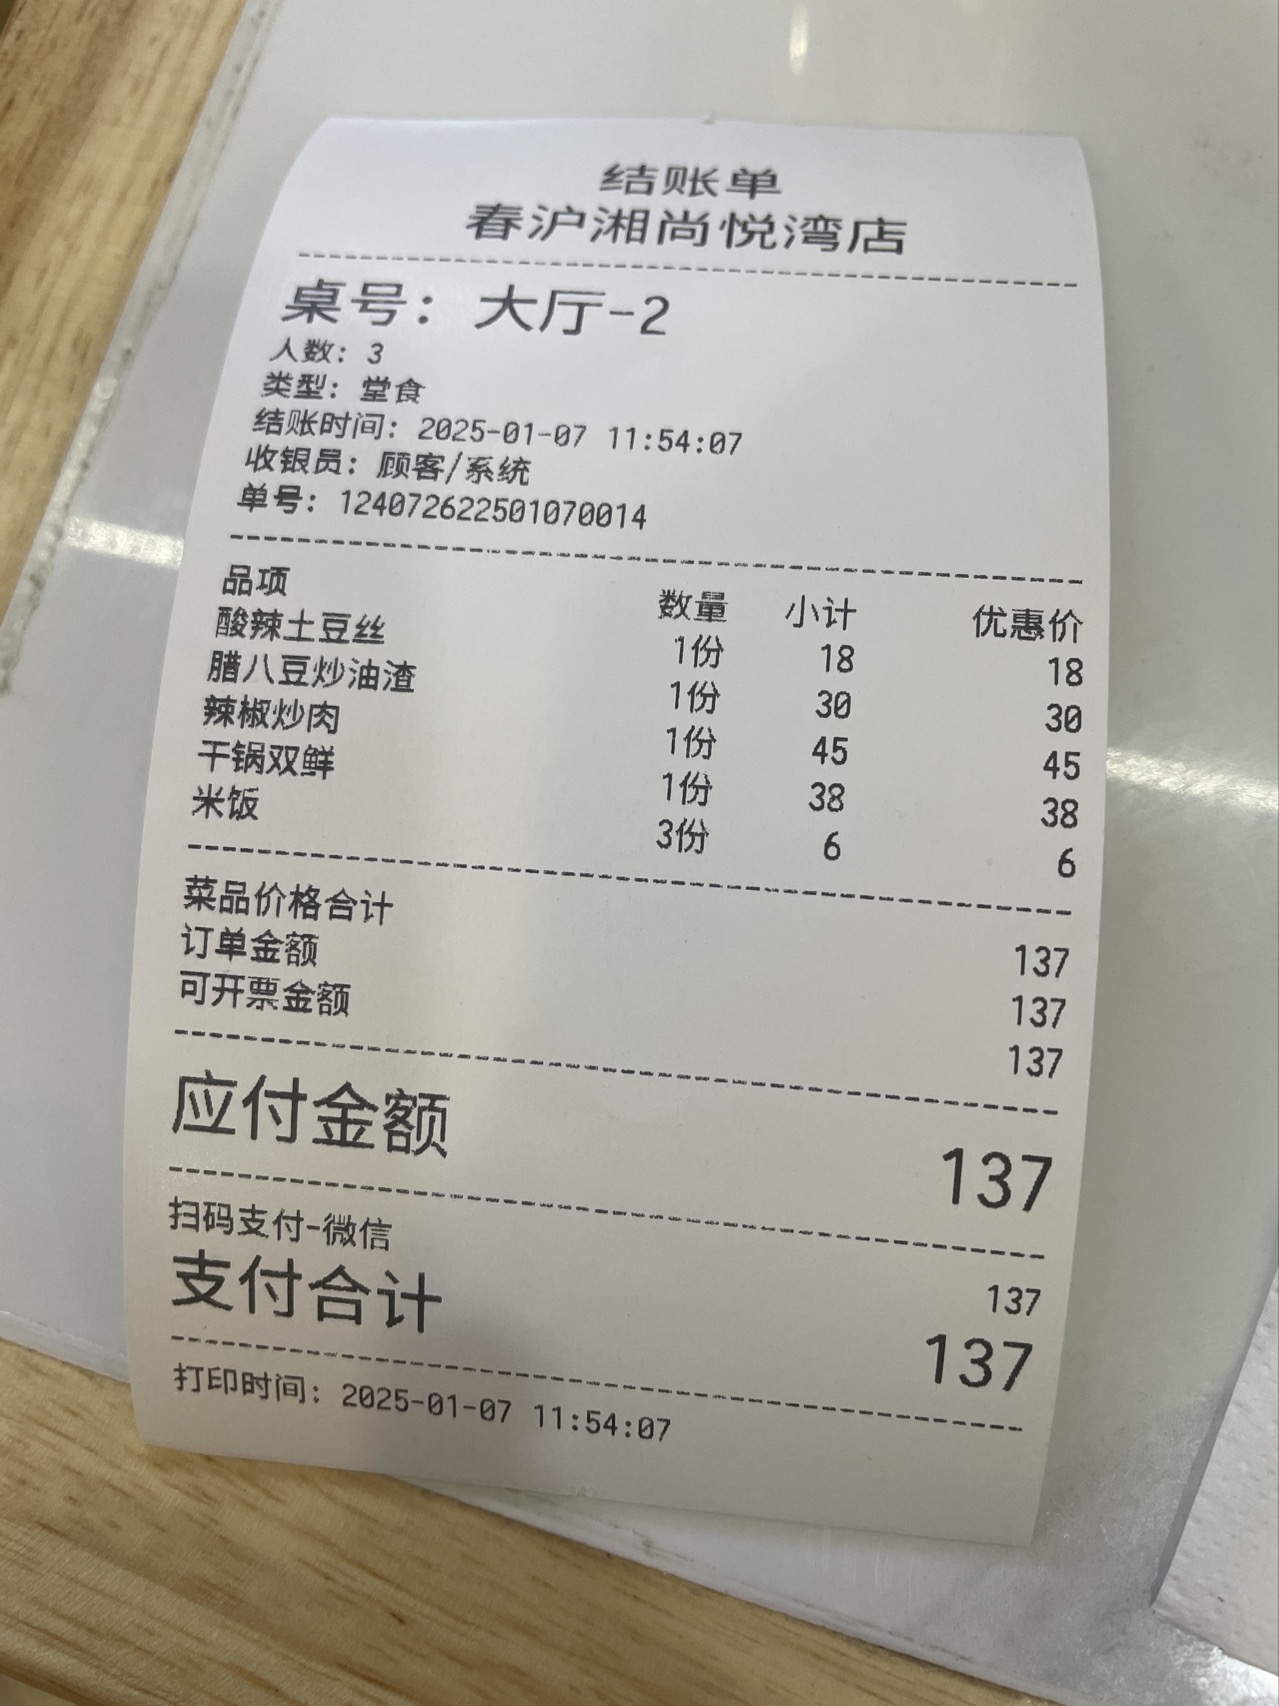 结账单
春沪湘尚悦湾店
桌号：大厅-2
人数：3
类型：堂食
结账时间：2025-01-07 11:54:07
收银员：顾客/系统
单号：124072622501070014
品项 数量 小计 优惠价
酸辣土豆丝 1份 18 18
腊八豆炒油渣 1份 30 30
辣椒炒肉 1份 45 45
干锅双鲜 1份 38 38
米饭 3份 6 6
菜品价格合计 137
订单金额 137
可开票金额 137
应付金额 137
扫码支付-微信 137
支付合计 137
打印时间：2025-01-07 11:54:07